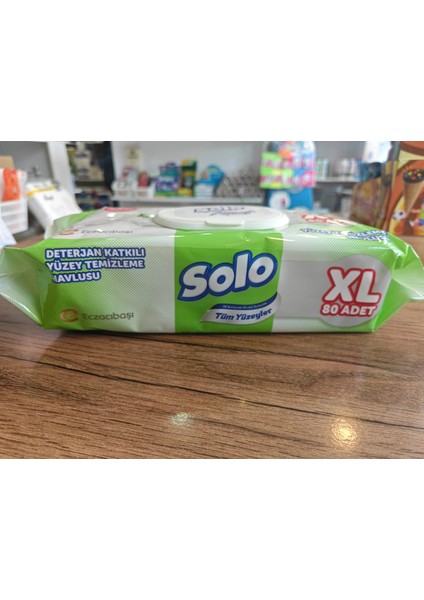 DETERJAN KATKILI
YÜZEY TEMİZLEME
HAVLUSU
Eczacıbaşı
Solo
Tüm Yüzeyler
XL
80 ADET